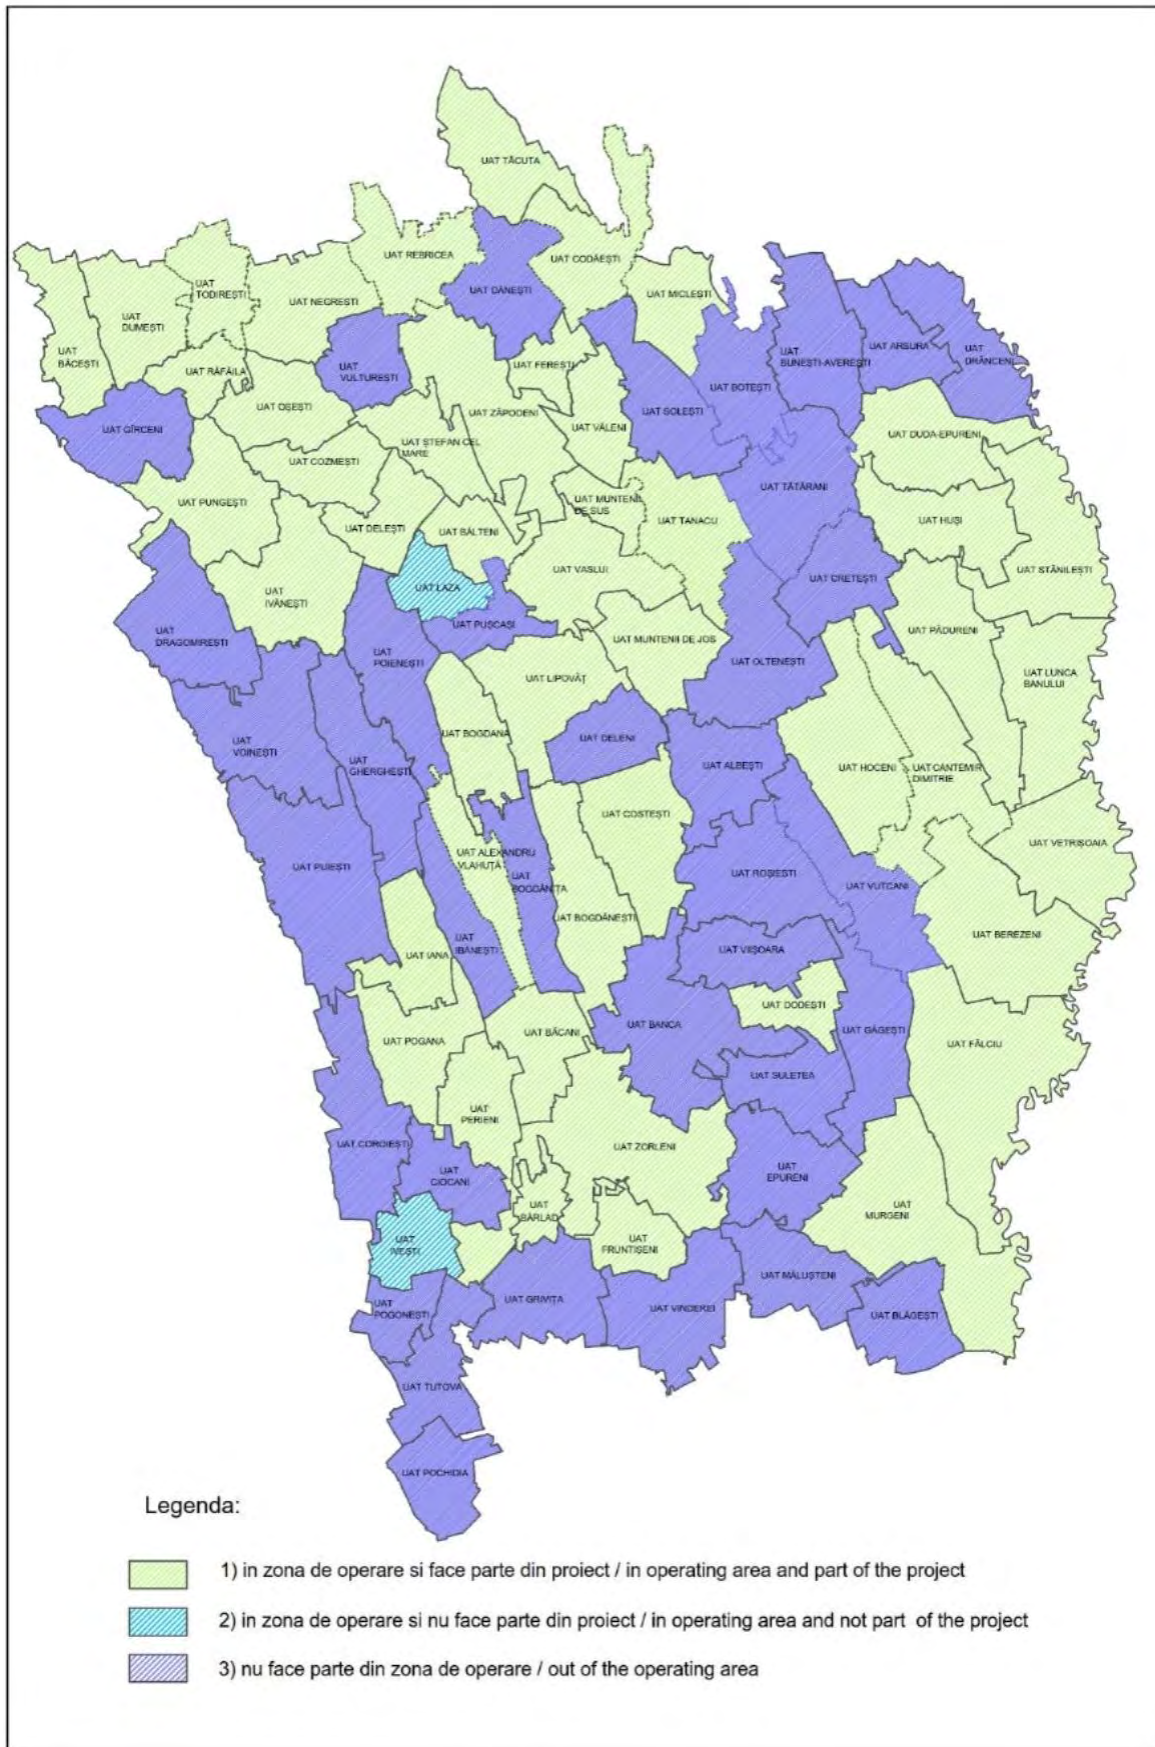 UAT TĂCUTA
UAT REBRICEA
UAT CODĂEȘTI
UAT DĂNEȘTI
UAT
TODIREȘTI
UAT NEGREȘTI
UAT MICLEȘTI
UAT
DUMEȘTI
UAT
BĂCEȘTI
UAT RAFAILA
UAT
VULTUREȘTI
UAT FEREȘTI
UAT
BUNEȘTI-AVEREȘTI
UAT ARSURA
UAT
DRÂNCENI
UAT BOTEȘTI
UAT OȘEȘTI
UAT ZĂPODENI
UAT SOLEȘTI
UAT GÎRCENI
UAT VĂLENI
UAT DUDA-EPURENI
UAT ȘTEFAN CEL
MARE
UAT COZMEȘTI
UAT TĂTĂRANI
UAT PUNGEȘTI
UAT MUNTENII
DE SUS
UAT TANACU
UAT HUȘI
UAT DELEȘTI
UAT BĂLTENI
UAT VASLUI
UAT STĂNILEȘTI
UAT CREȚEȘTI
UAT LAZA
UAT
IVĂNEȘTI
UAT PUȘCAȘI
UAT PĂDURENI
UAT
DRAGOMIREȘTI
UAT MUNTENII DE JOS
UAT
POIENEȘTI
UAT OLTENEȘTI
UAT LUNCA
BANULUI
UAT LIPOVĂȚ
UAT BOGDANA
UAT DELENI
UAT
VOINEȘTI
UAT
GHERGHEȘTI
UAT ALBEȘTI
UAT HOCENI
UAT CANTEMIR
DIMITRIE
UAT COSTEȘTI
UAT VETRIȘOAIA
UAT ALEXANDRU
VLAHUȚĂ
UAT PUIEȘTI
UAT
BOGDĂNIȚA
UAT ROȘIEȘTI
UAT VUTCANI
UAT BOGDĂNEȘTI
UAT BEREZENI
UAT
IBĂNEȘTI
UAT IANA
UAT VIIȘOARA
UAT DODEȘTI
UAT BANCA
UAT BĂCANI
UAT GĂGEȘTI
UAT POGANA
UAT FĂLCIU
UAT SULETEA
UAT
PERIENI
UAT COROIEȘTI
UAT ZORLENI
UAT
CIOCANI
UAT
EPURENI
UAT
BÂRLAD
UAT
MURGENI
UAT
IVEȘTI
UAT
FRUNTIȘENI
UAT MĂLUȘTENI
UAT GRIVIȚA
UAT VINDEREI
UAT
POGONEȘTI
UAT BLĂGEȘTI
UAT TUTOVA
UAT POCHIDIA
Legenda:
1) in zona de operare si face parte din proiect / in operating area and part of the project
2) in zona de operare si nu face parte din proiect / in operating area and not part of the project
3) nu face parte din zona de operare / out of the operating area